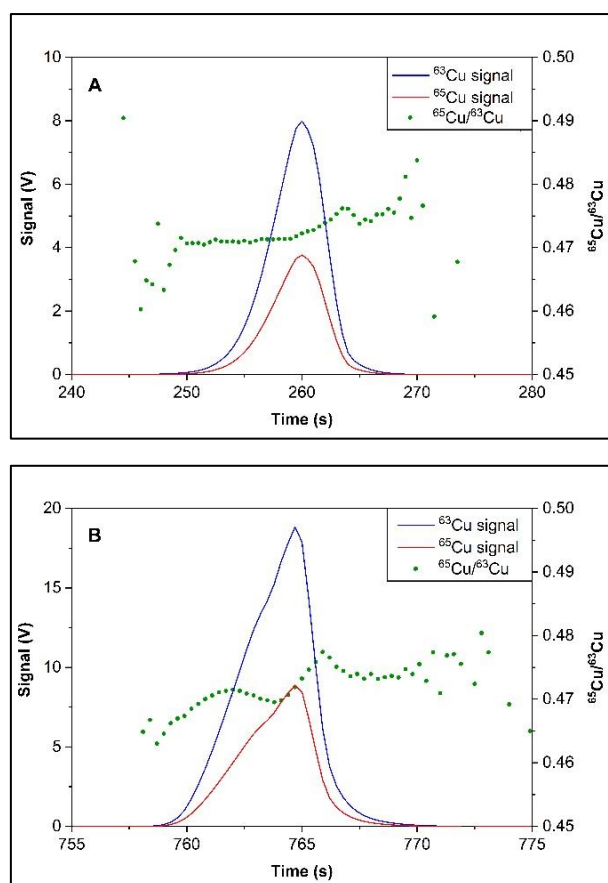 A
⁶³Cu signal
⁶⁵Cu signal
⁶⁵Cu/⁶³Cu
10
8
6
4
2
0
Signal (V)
0.50
0.49
0.48
0.47
0.46
0.45
⁶⁵Cu/⁶³Cu
240 250 260 270 280
Time (s)
B
⁶³Cu signal
⁶⁵Cu signal
⁶⁵Cu/⁶³Cu
20
15
10
5
0
Signal (V)
0.50
0.49
0.48
0.47
0.46
0.45
⁶⁵Cu/⁶³Cu
755 760 765 770 775
Time (s)